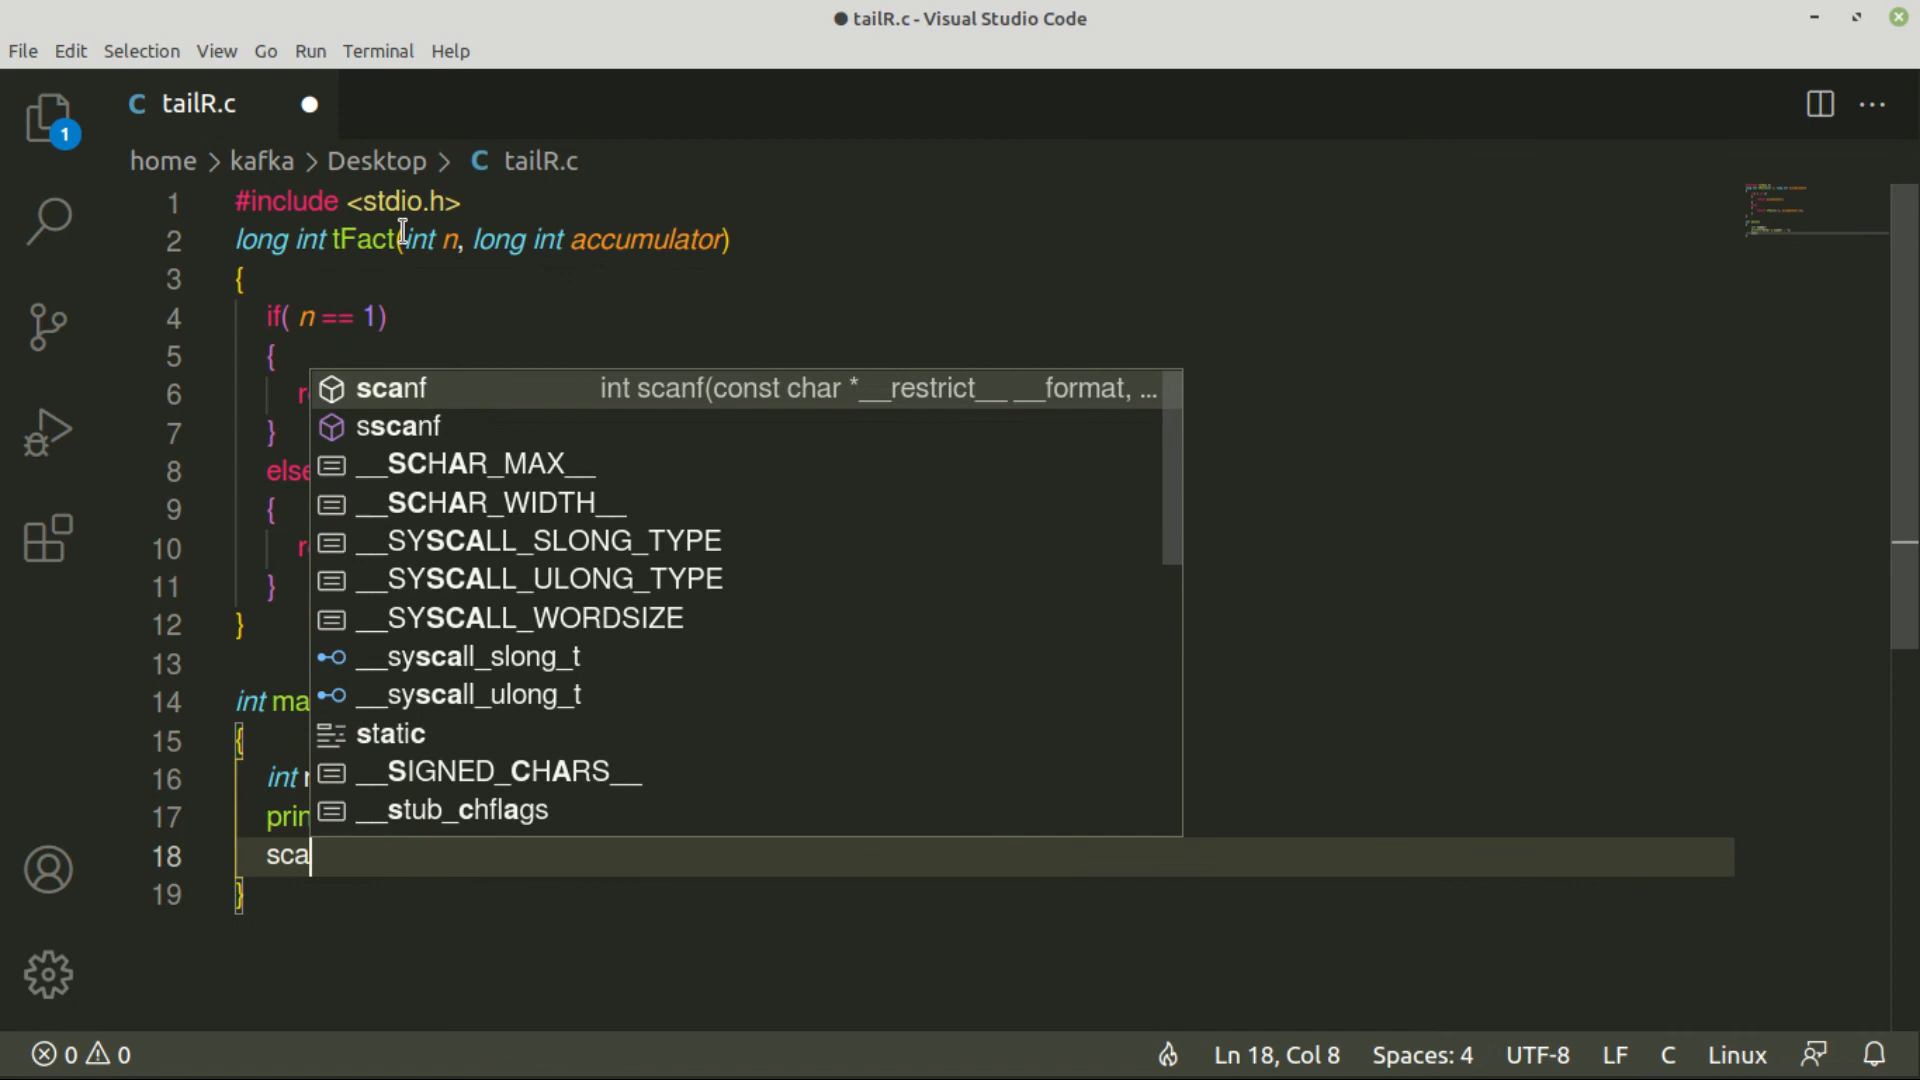 tailR.c - Visual Studio Code
File Edit Selection View Go Run Terminal Help
C tailR.c
1
home > kafka > Desktop > C tailR.c
1 #include <stdio.h>
2 long int tFact(int n, long int accumulator)
3 {
4 if( n == 1)
5 {
6 r
7 }
8 else
9 {
10 r
11 }
12 }
13
14 int ma
15 {
16 int
17 prin
18 sca
19 }
scanf int scanf(const char *__restrict__ __format, ...
sscanf
__SCHAR_MAX__
__SCHAR_WIDTH__
__SYSCALL_SLONG_TYPE
__SYSCALL_ULONG_TYPE
__SYSCALL_WORDSIZE
__syscall_slong_t
__syscall_ulong_t
static
__SIGNED_CHARS__
__stub_chflags
0 0 Ln 18, Col 8 Spaces: 4 UTF-8 LF C Linux